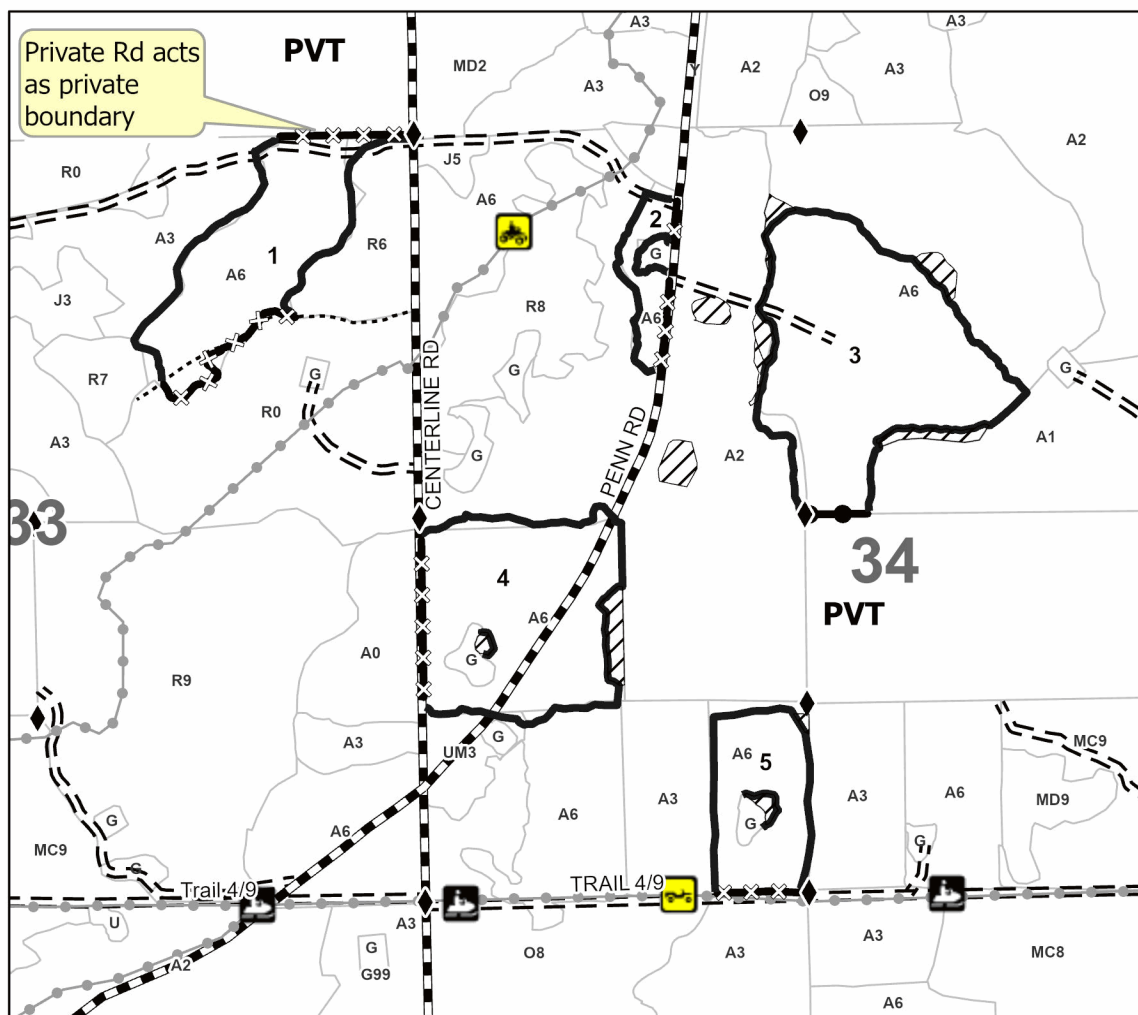 A3
PVT
Private Rd acts
as private
boundary
MD2
A3
Y
A2
A3
O9
A2
R0
J5
A6
A3
1
R6
2
G
A6
A6
J3
R8
A6
3
R7
G
G
G
R0
CENTERLINE RD
A3
G
PENN RD
A2
A1
33
34
PVT
4
A6
A0
G
R9
A3
UM3
G
A6
5
MC9
A6
A3
A3
A6
MD9
G
G
A6
G
MC9
G
Trail 4/9
TRAIL 4/9
U
A3
G
A2
G99
O8
A3
A3
MC8
A6